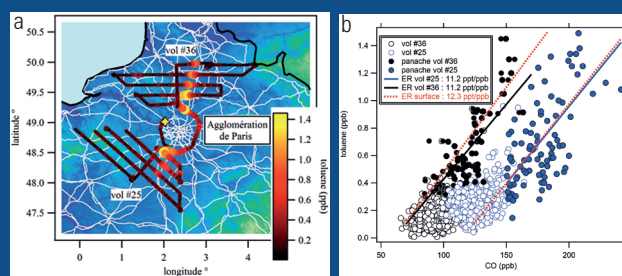 a
vol #36
Agglomération
de Paris
vol #25
latitude °
50.5
50.0
49.5
49.0
48.5
48.0
47.5
0
1
2
3
4
longitude °
1.4
1.2
1.0
0.8
0.6
0.4
0.2
toluene (ppb)
b
vol #36
vol #25
panache vol #36
panache vol #25
ER vol #25 : 11.2 ppt/ppb
ER vol #36 : 11.2 ppt/ppb
ER surface : 12.3 ppt/ppb
toluene (ppb)
1.4
1.2
1.0
0.8
0.6
0.4
0.2
0.0
50
100
150
200
CO (ppb)